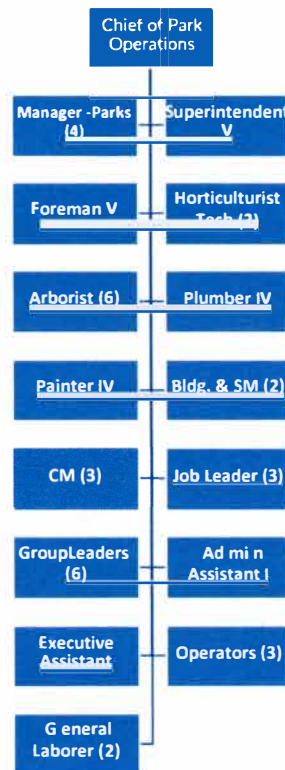 Chief of Park
Operations
Manager -Parks
(4)
Superintendent
V
Foreman V
Horticulturist
Tech (2)
Arborist (6)
Plumber IV
Painter IV
Bldg. & SM (2)
CM (3)
Job Leader (3)
GroupLeaders
(6)
Ad mi n
Assistant I
Executive
Assistant
Operators (3)
G eneral
Laborer (2)